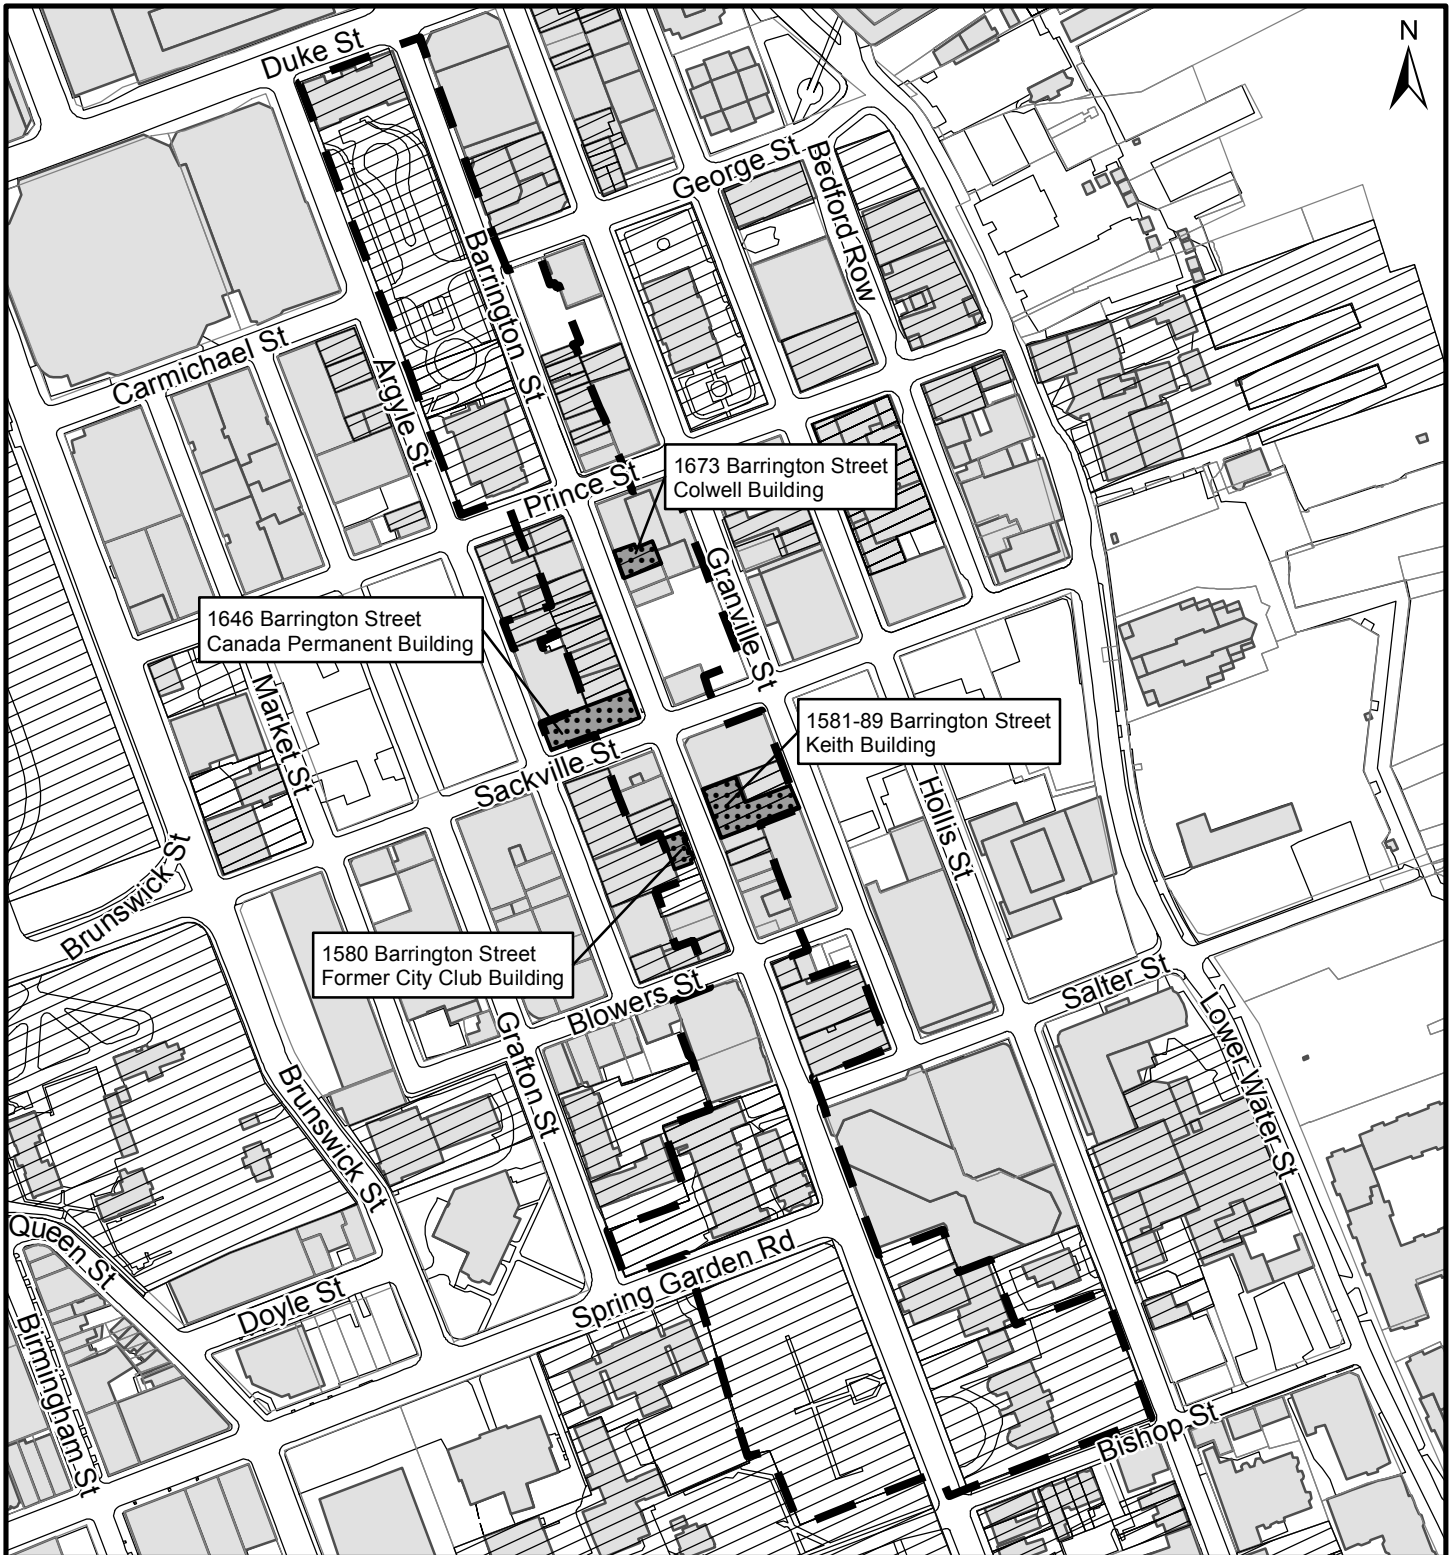 N
Duke St
George St
Bedford Row
Barrington St
Carmichael St
Argyle St
Prince St
1673 Barrington Street
Colwell Building
Granville St
1646 Barrington Street
Canada Permanent Building
Market St
1581-89 Barrington Street
Keith Building
Sackville St
Hollis St
Brunswick St
1580 Barrington Street
Former City Club Building
Blowers St
Salter St
Grafton St
Lower Water St
Brunswick St
Queen St
Doyle St
Spring Garden Rd
Birmingham St
Bishop St